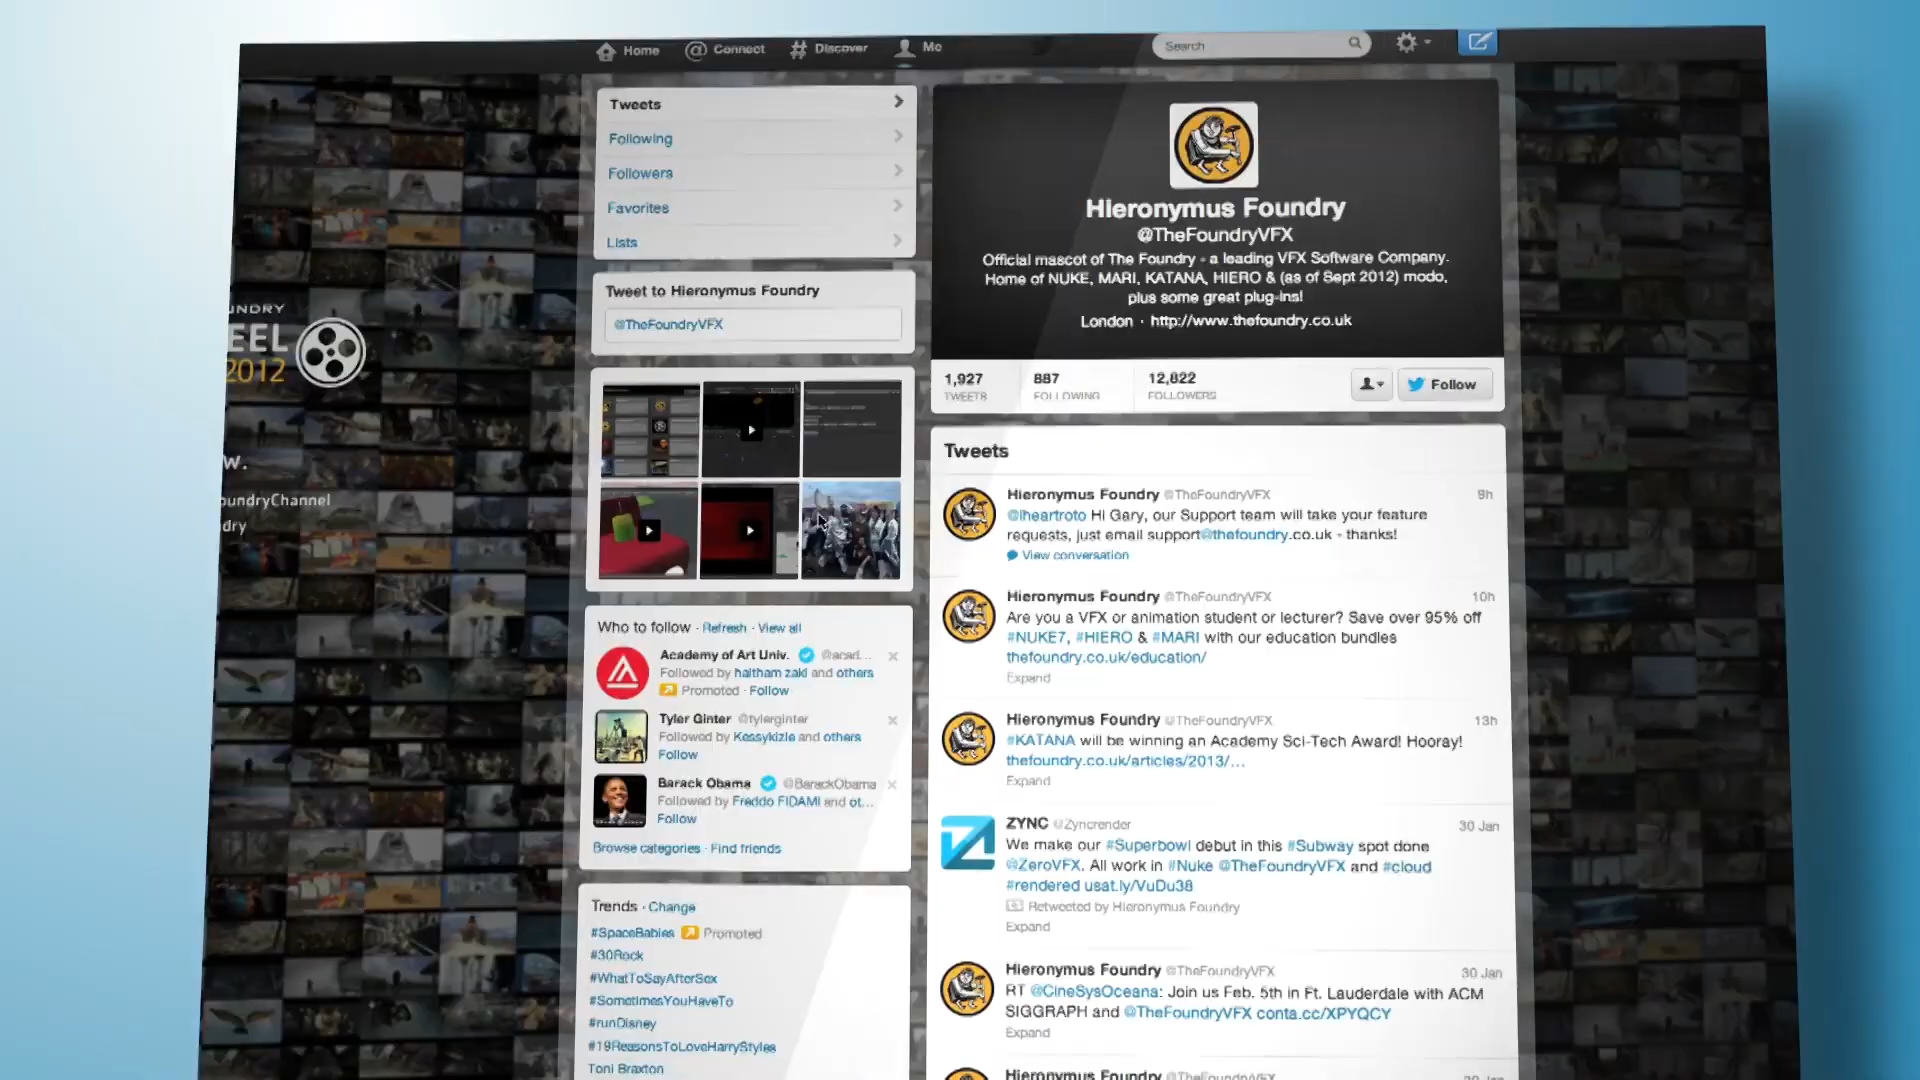 Home
Connect
Discover
Me
Search
Tweets
Following
Followers
Favorites
Lists
Tweet to Hieronymus Foundry
@TheFoundryVFX
Who to follow · Refresh · View all
Academy of Art Univ. @acad...
Followed by haitham zaki and others
Promoted · Follow
Tyler Ginter @tylerginter
Followed by Kessykizle and others
Follow
Barack Obama @BarackObama
Followed by Freddo FIDAMI and ot...
Follow
Browse categories · Find friends
Trends · Change
#SpaceBabies Promoted
#30Rock
#WhatToSayAfterSex
#SometimesYouHaveTo
#runDisney
#19ReasonsToLoveHarryStyles
Toni Braxton
Hieronymus Foundry
@TheFoundryVFX
Official mascot of The Foundry - a leading VFX Software Company.
Home of NUKE, MARI, KATANA, HIERO & (as of Sept 2012) modo,
plus some great plug-ins!
London · http://www.thefoundry.co.uk
1,927
TWEETS
887
FOLLOWING
12,822
FOLLOWERS
Follow
Tweets
Hieronymus Foundry @TheFoundryVFX 9h
@iheartroto Hi Gary, our Support team will take your feature
requests, just email support@thefoundry.co.uk - thanks!
View conversation
Hieronymus Foundry @TheFoundryVFX 10h
Are you a VFX or animation student or lecturer? Save over 95% off
#NUKE7, #HIERO & #MARI with our education bundles
thefoundry.co.uk/education/
Expand
Hieronymus Foundry @TheFoundryVFX 13h
#KATANA will be winning an Academy Sci-Tech Award! Hooray!
thefoundry.co.uk/articles/2013/...
Expand
ZYNC @Zyncrender 30 Jan
We make our #Superbowl debut in this #Subway spot done
@ZeroVFX. All work in #Nuke @TheFoundryVFX and #cloud
#rendered usat.ly/VuDu38
Retweeted by Hieronymus Foundry
Expand
Hieronymus Foundry @TheFoundryVFX 30 Jan
RT @CineSysOceana: Join us Feb. 5th in Ft. Lauderdale with ACM
SIGGRAPH and @TheFoundryVFX conta.cc/XPYQCY
Expand
Hieronymus Foundry @TheFoundryVFX 30 Jan
UNDRY
EEL
2012
w.
oundryChannel
dry